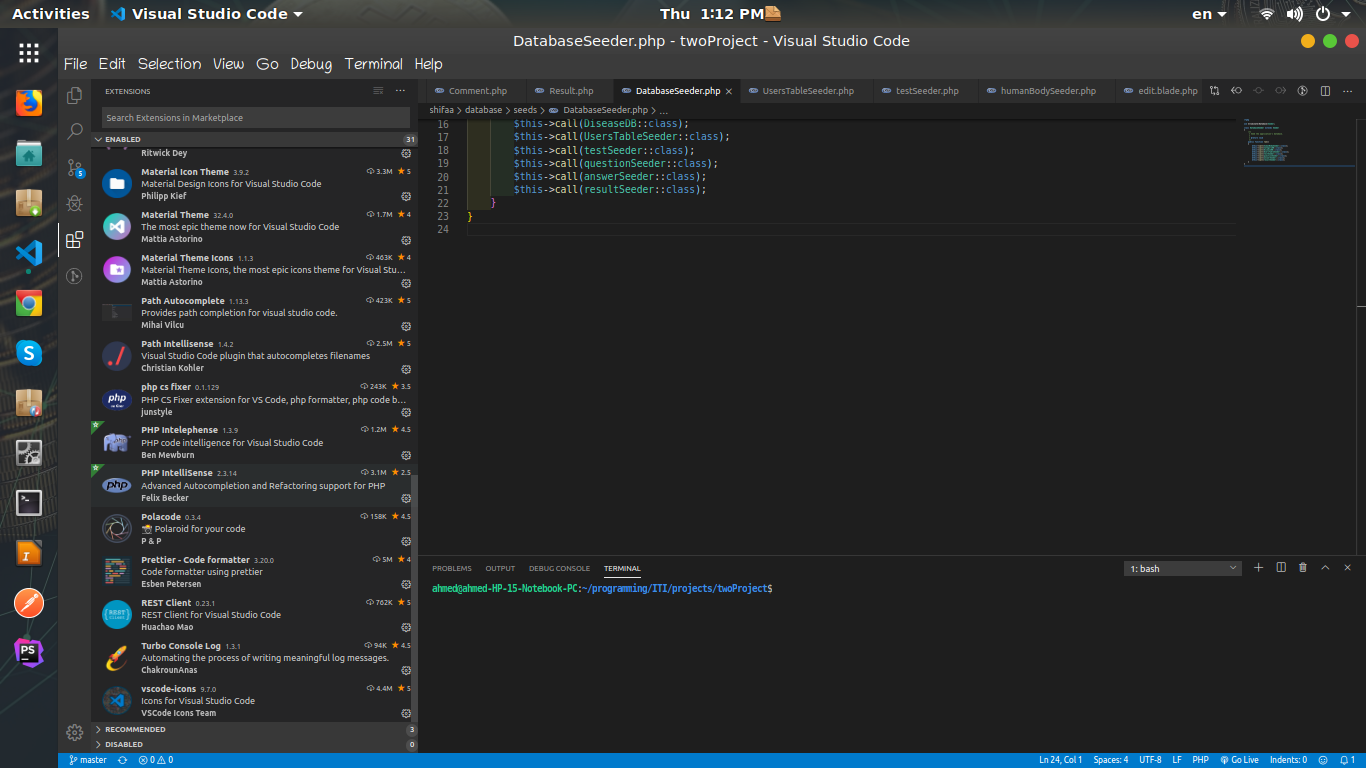 Activities Visual Studio Code Thu 1:12 PM en
DatabaseSeeder.php - twoProject - Visual Studio Code
File Edit Selection View Go Debug Terminal Help
EXTENSIONS
Search Extensions in Marketplace
ENABLED 31
Ritwick Dey
Material Icon Theme 3.9.2 3.3M 5
Material Design Icons for Visual Studio Code
Philipp Kief
Material Theme 32.4.0 1.7M 4
The most epic theme now for Visual Studio Code
Mattia Astorino
Material Theme Icons 1.1.3 463K 4
Material Theme Icons, the most epic icons theme for Visual Stu...
Mattia Astorino
Path Autocomplete 1.13.3 423K 5
Provides path completion for visual studio code.
Mihai Vilcu
Path Intellisense 1.4.2 2.5M 5
Visual Studio Code plugin that autocompletes filenames
Christian Kohler
php cs fixer 0.1.129 243K 3.5
PHP CS Fixer extension for VS Code, php formatter, php code b...
junstyle
PHP Intelephense 1.3.9 1.2M 4.5
PHP code intelligence for Visual Studio Code
Ben Mewburn
PHP IntelliSense 2.3.14 3.1M 2.5
Advanced Autocompletion and Refactoring support for PHP
Felix Becker
Polacode 0.3.4 158K 4.5
📸 Polaroid for your code
P & P
Prettier - Code formatter 3.20.0 5M 4
Code formatter using prettier
Esben Petersen
REST Client 0.23.1 762K 5
REST Client for Visual Studio Code
Huachao Mao
Turbo Console Log 1.3.1 94K 4.5
Automating the process of writing meaningful log messages.
ChakrounAnas
vscode-icons 9.7.0 4.4M 5
Icons for Visual Studio Code
VSCode Icons Team
RECOMMENDED 3
DISABLED 0
5
Comment.php Result.php DatabaseSeeder.php UsersTableSeeder.php testSeeder.php humanBodySeeder.php edit.blade.php
shifaa > database > seeds > DatabaseSeeder.php > ...
16 $this->call(DiseaseDB::class);
17 $this->call(UsersTableSeeder::class);
18 $this->call(testSeeder::class);
19 $this->call(questionSeeder::class);
20 $this->call(answerSeeder::class);
21 $this->call(resultSeeder::class);
22 }
23 }
24
PROBLEMS OUTPUT DEBUG CONSOLE TERMINAL 1: bash
ahmed@ahmed-HP-15-Notebook-PC:~/programming/ITI/projects/twoProject$
master 0 0 Ln 24, Col 1 Spaces: 4 UTF-8 LF PHP Go Live Indents: 0 1